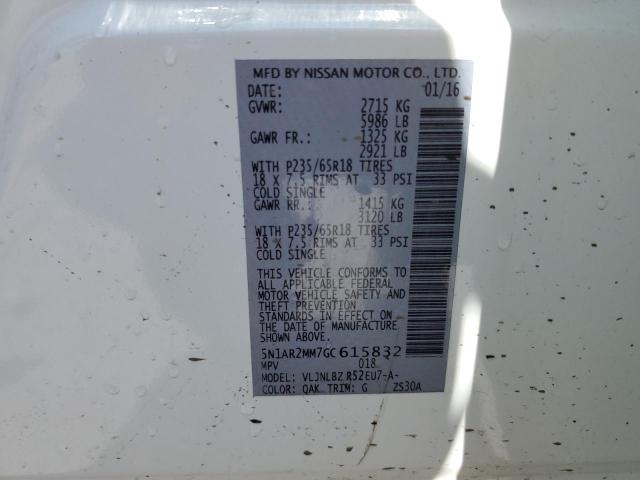 MFD BY NISSAN MOTOR CO., LTD.
DATE: 01/16
GVWR: 2715 KG
5986 LB
GAWR FR.: 1325 KG
2921 LB
WITH P235/65R18 TIRES
18 X 7.5 RIMS AT 33 PSI
COLD SINGLE
GAWR RR.: 1415 KG
3120 LB
WITH P235/65R18 TIRES
18 X 7.5 RIMS AT 33 PSI
COLD SINGLE
THIS VEHICLE CONFORMS TO
ALL APPLICABLE FEDERAL
MOTOR VEHICLE SAFETY AND
THEFT PREVENTION
STANDARDS IN EFFECT ON
THE DATE OF MANUFACTURE
SHOWN ABOVE.
5N1AR2MM7GC615832
MPV 018
MODEL: VLJNLBZ R52EU7-A-
COLOR: QAK TRIM: G ZS30A